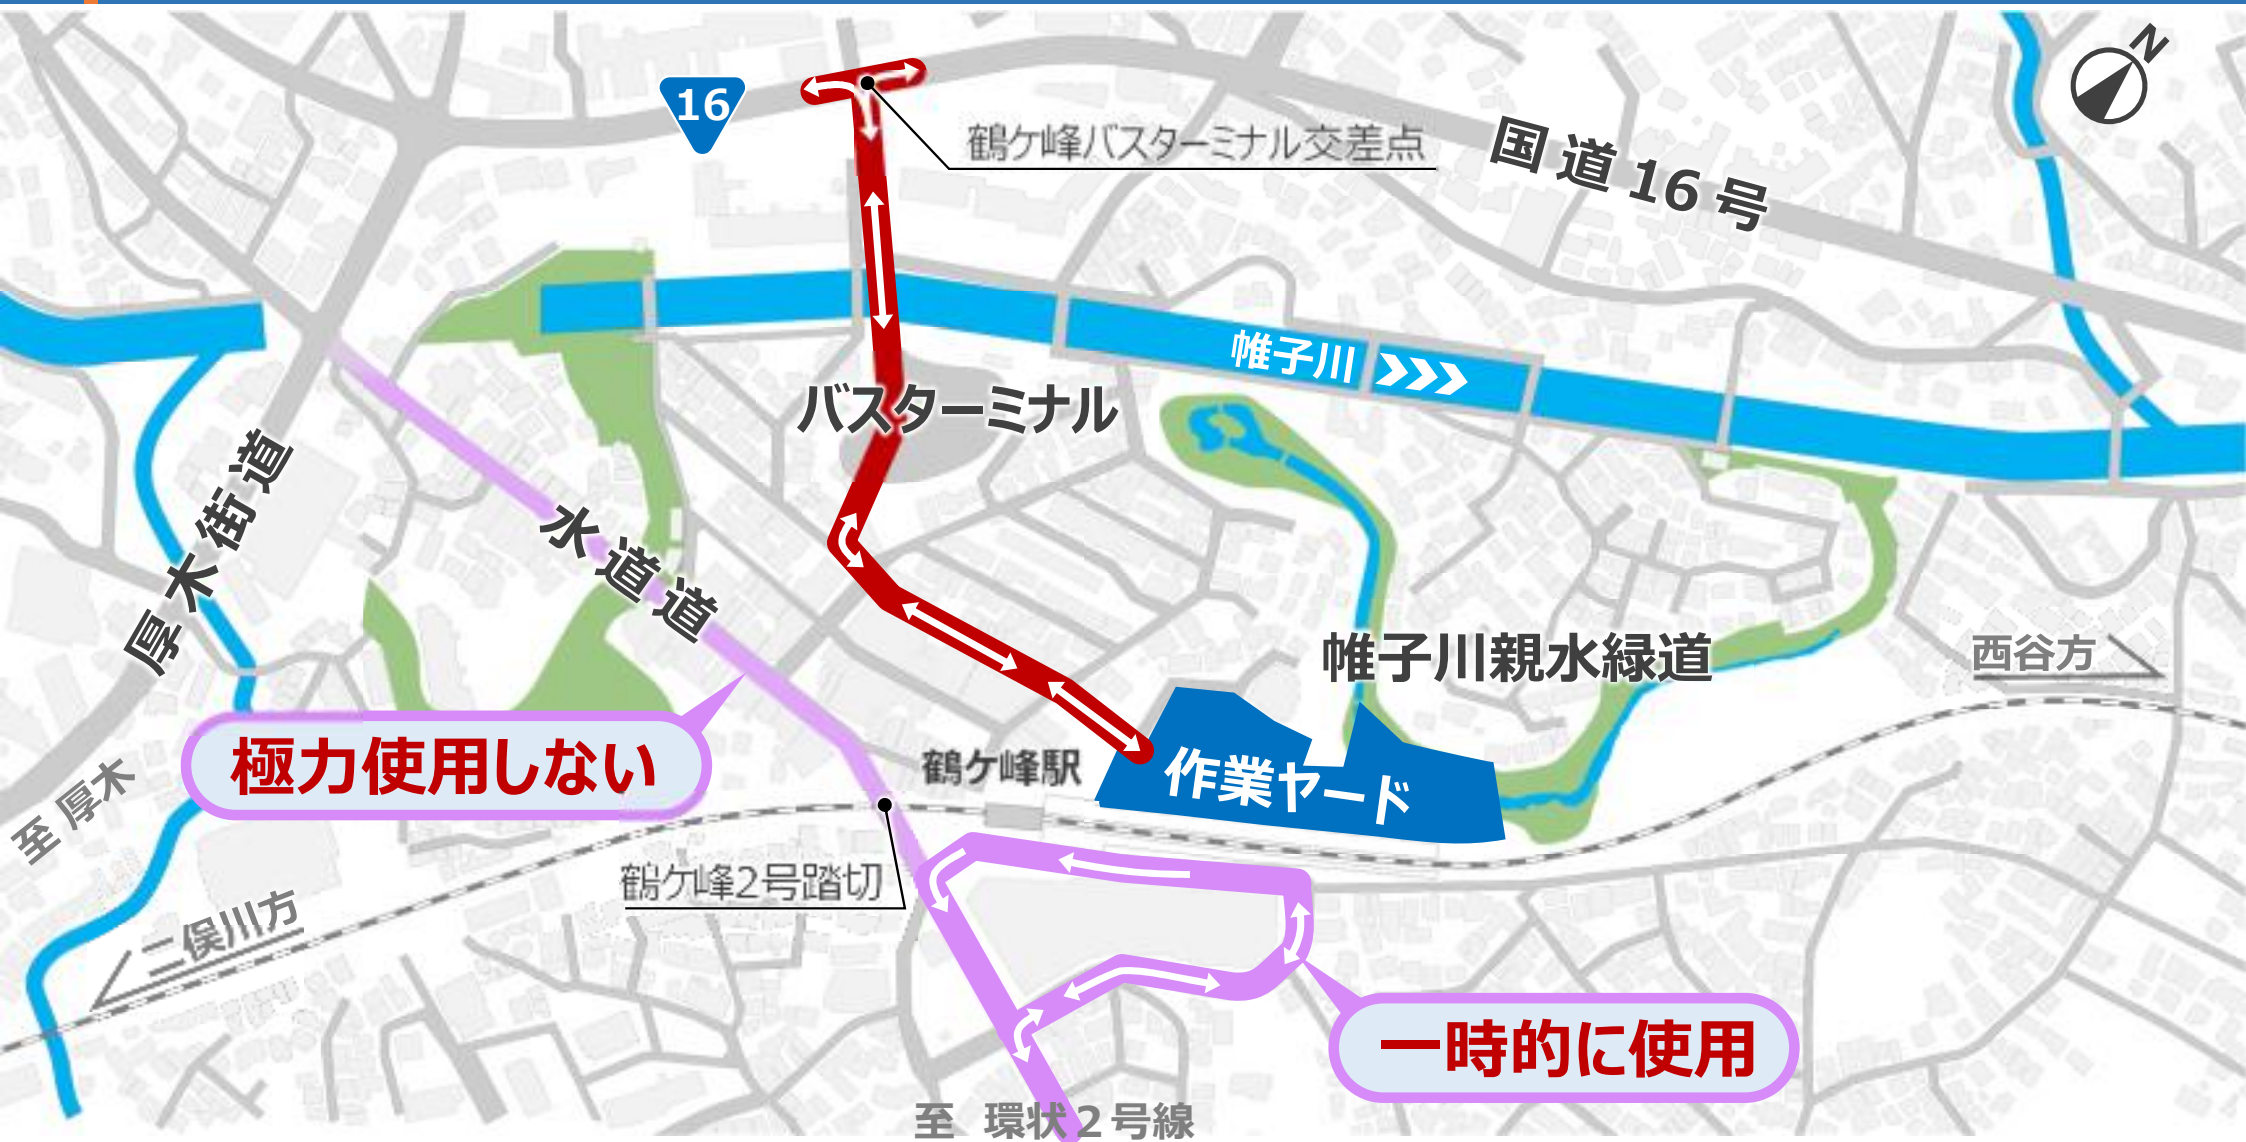 N
16
鶴ケ峰バスターミナル交差点
国道16号
帷子川
バスターミナル
厚木街道
水道道
帷子川親水緑道
西谷方
極力使用しない
鶴ケ峰駅
作業ヤード
至 厚木
鶴ケ峰2号踏切
二俣川方
一時的に使用
至 環状2号線